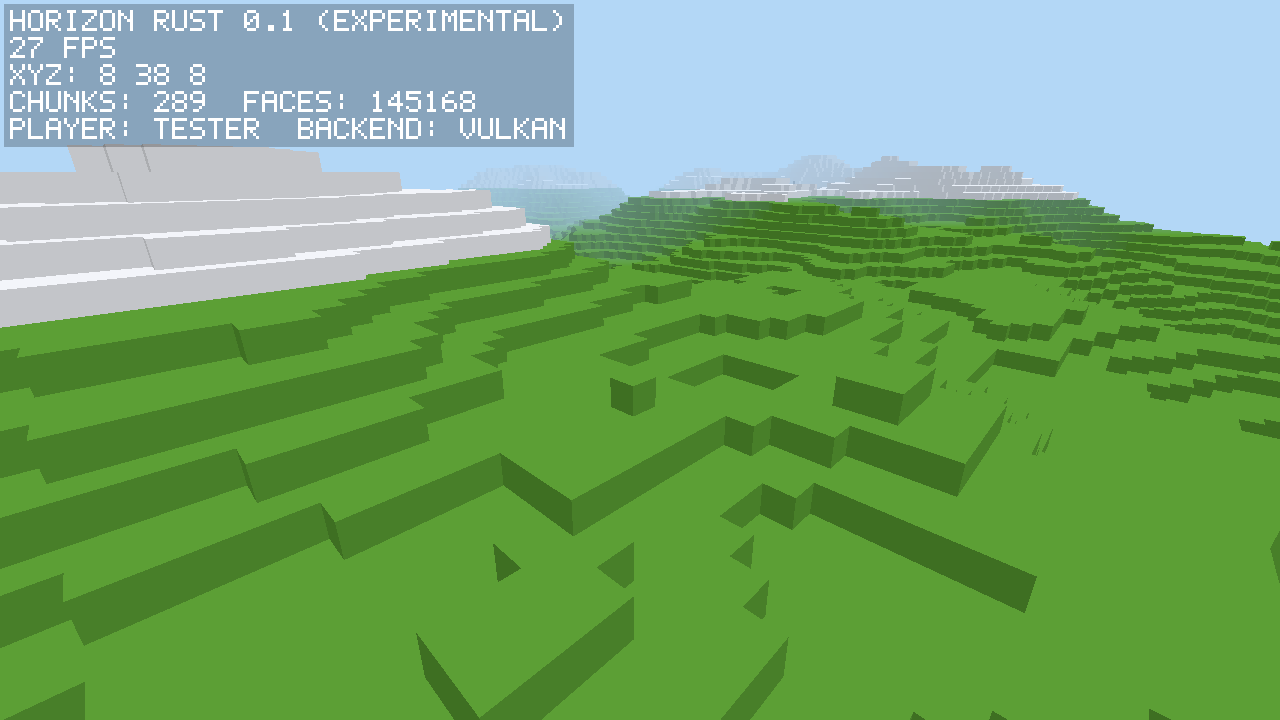 HORIZON RUST 0.1 (EXPERIMENTAL)
27 FPS
XYZ: 8 38 8
CHUNKS: 289  FACES: 145168
PLAYER: TESTER  BACKEND: VULKAN